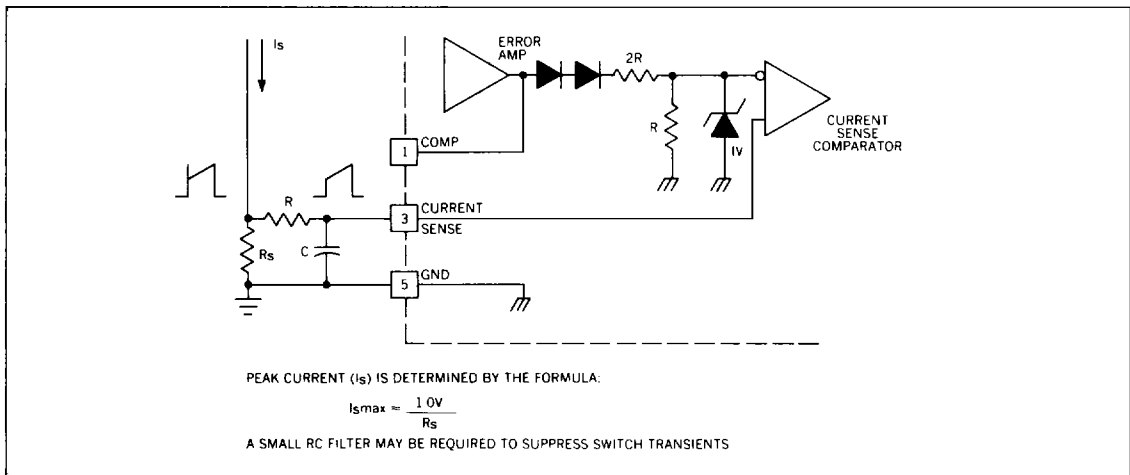 Is
ERROR
AMP
2R
R
1V
CURRENT
SENSE
COMPARATOR
1
COMP
R
3
CURRENT
SENSE
Rs
C
5
GND
PEAK CURRENT (Is) IS DETERMINED BY THE FORMULA:
Ismax = 1 0V
Rs
A SMALL RC FILTER MAY BE REQUIRED TO SUPPRESS SWITCH TRANSIENTS